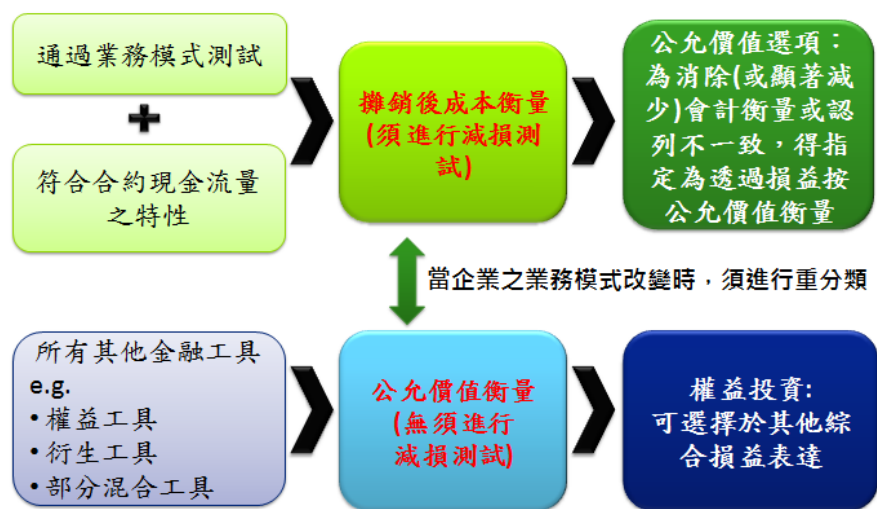 通過業務模式測試
符合合約現金流量
之特性
攤銷後成本衡量
(須進行減損測
試)
公允價值選項：
為消除(或顯著減
少)會計衡量或認
列不一致，得指
定為透過損益按
公允價值衡量
當企業之業務模式改變時，須進行重分類
所有其他金融工具
e.g.
•權益工具
•衍生工具
•部分混合工具
公允價值衡量
(無須進行
減損測試)
權益投資:
可選擇於其他綜
合損益表達